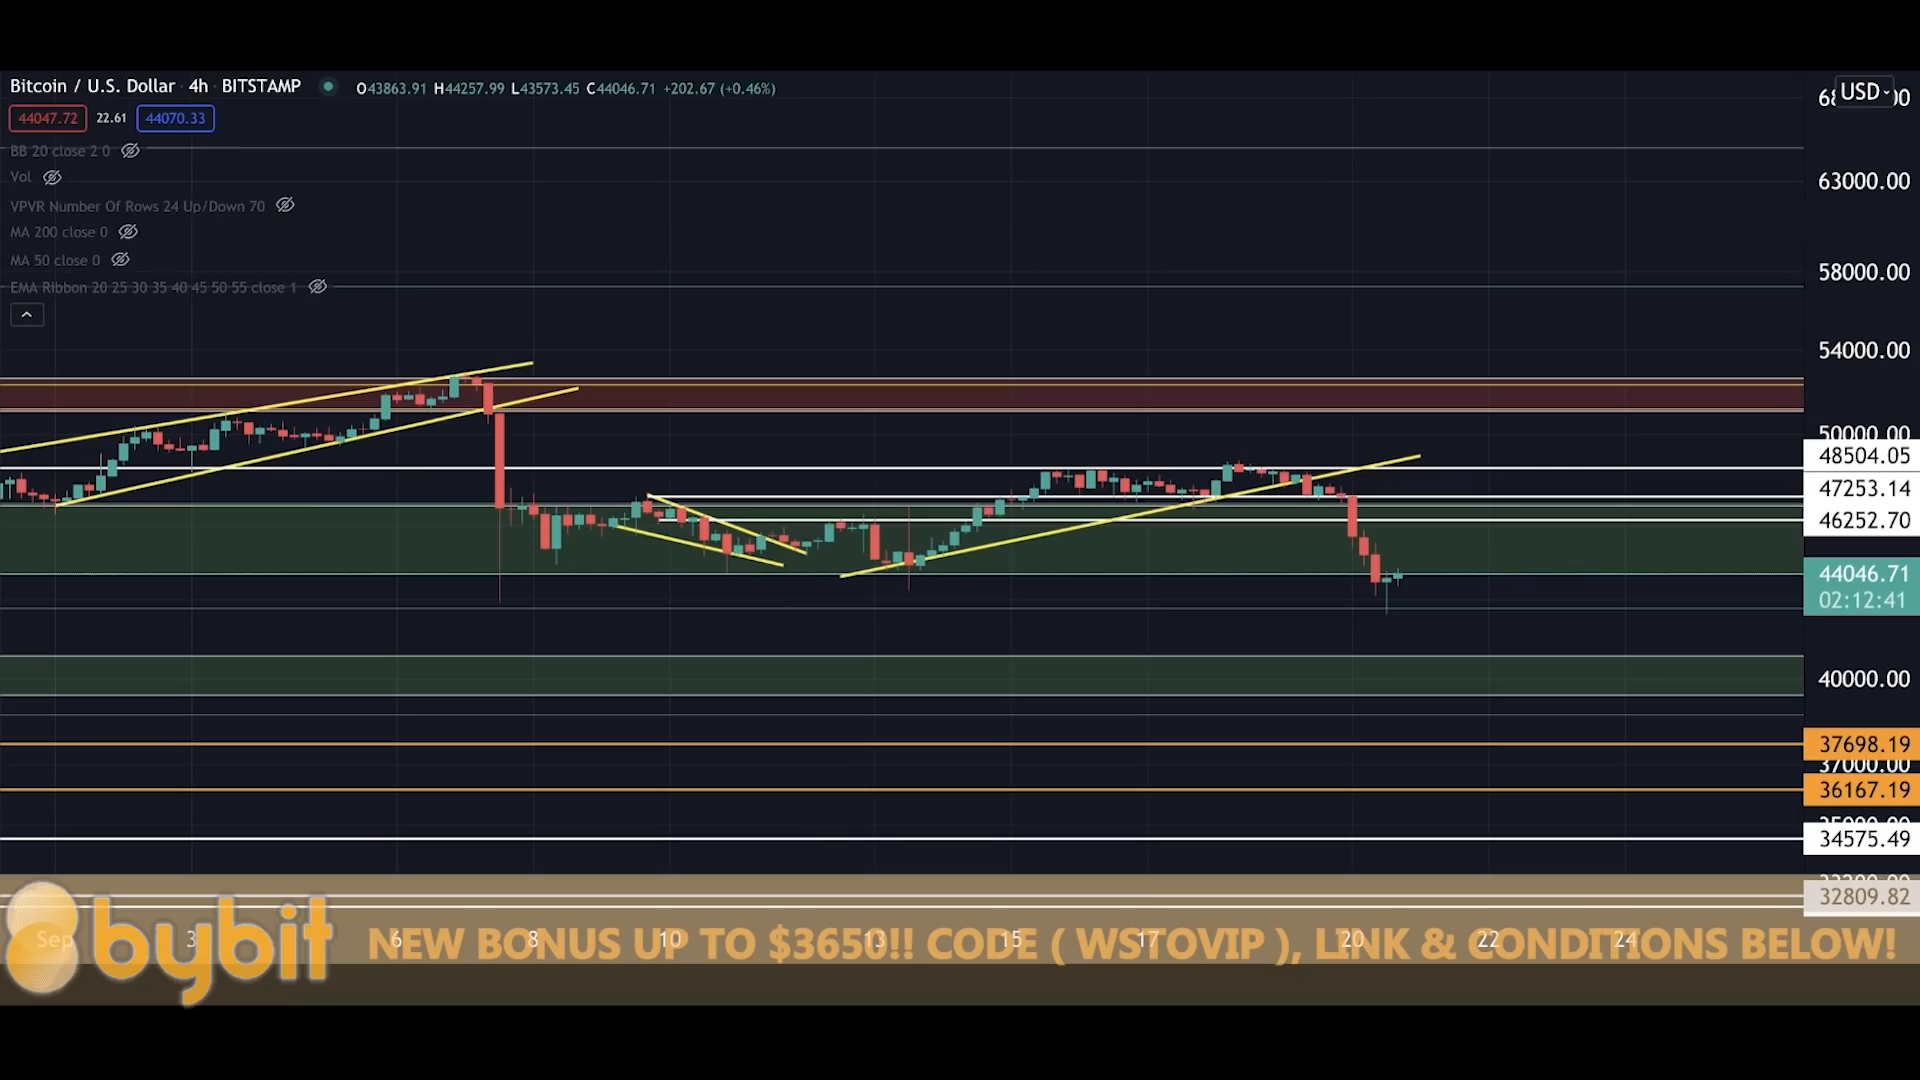 Bitcoin / U.S. Dollar 4h BITSTAMP O43863.91 H44257.99 L43573.45 C44046.71 +202.67 (+0.46%)
USD
44047.72 22.61 44070.33
BB 20 close 2 0
Vol
63000.00
VPVR Number Of Rows 24 Up/Down 70
MA 200 close 0
MA 50 close 0
58000.00
EMA Ribbon 20 25 30 35 40 45 50 55 close 1
54000.00
50000.00
48504.05
47253.14
46252.70
44046.71
02:12:41
40000.00
37698.19
37000.00
36167.19
34575.49
32809.82
Sep 3 6 8 10 13 15 17 20 22 24
bybit NEW BONUS UP TO $3650!! CODE ( WSTOVIP ), LINK & CONDITIONS BELOW!